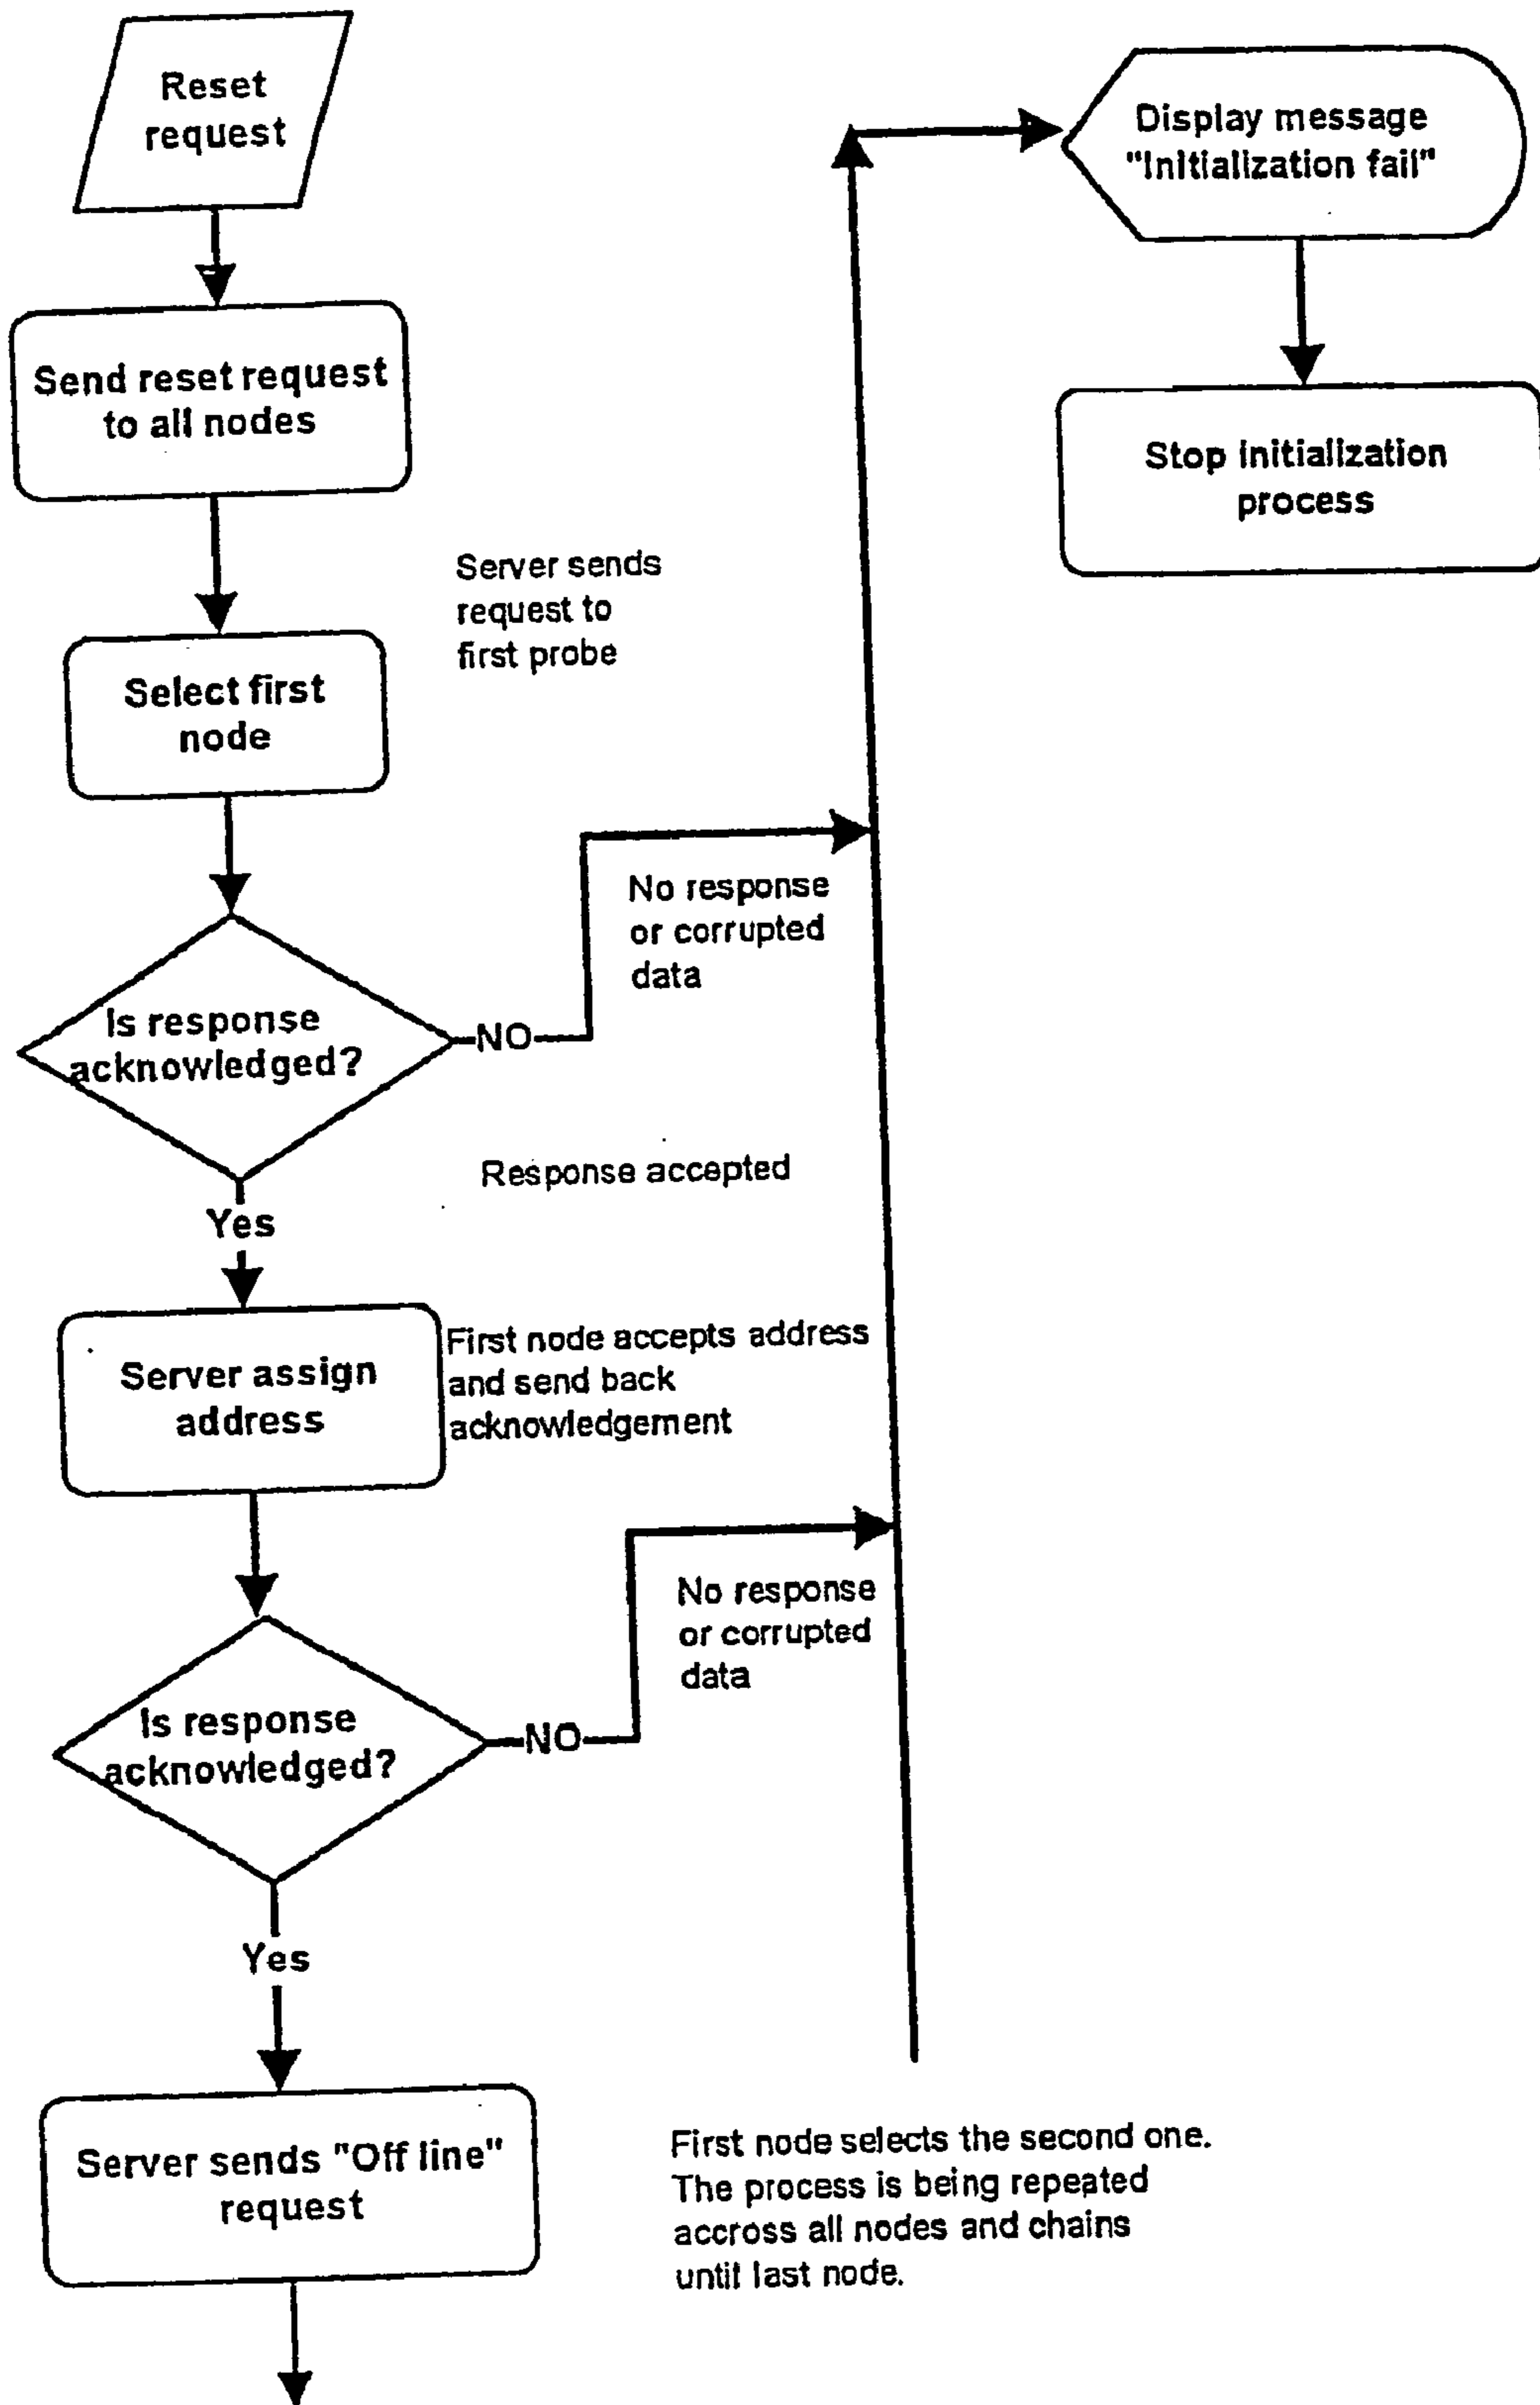 Reset
request
Display message
"Initialization fail"
Send reset request
to all nodes
Stop initialization
process
Server sends
request to
first probe
Select first
node
No response
or corrupted
data
Is response
acknowledged?
NO
Response accepted
Yes
Server assign
address
First node accepts address
and send back
acknowledgement
No response
or corrupted
data
Is response
acknowledged?
NO
Yes
Server sends "Off line"
request
First node selects the second one.
The process is being repeated
accross all nodes and chains
until last node.